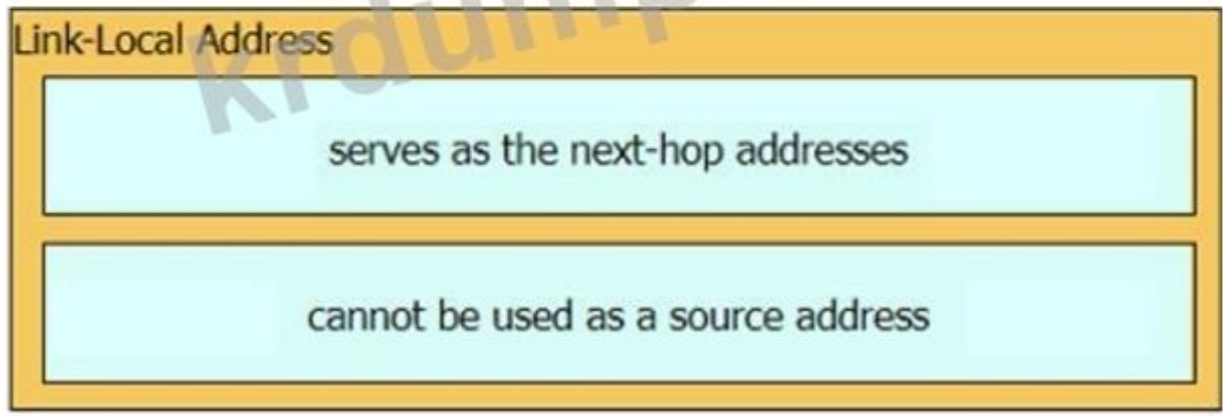 Link-Local Address
serves as the next-hop addresses
cannot be used as a source address